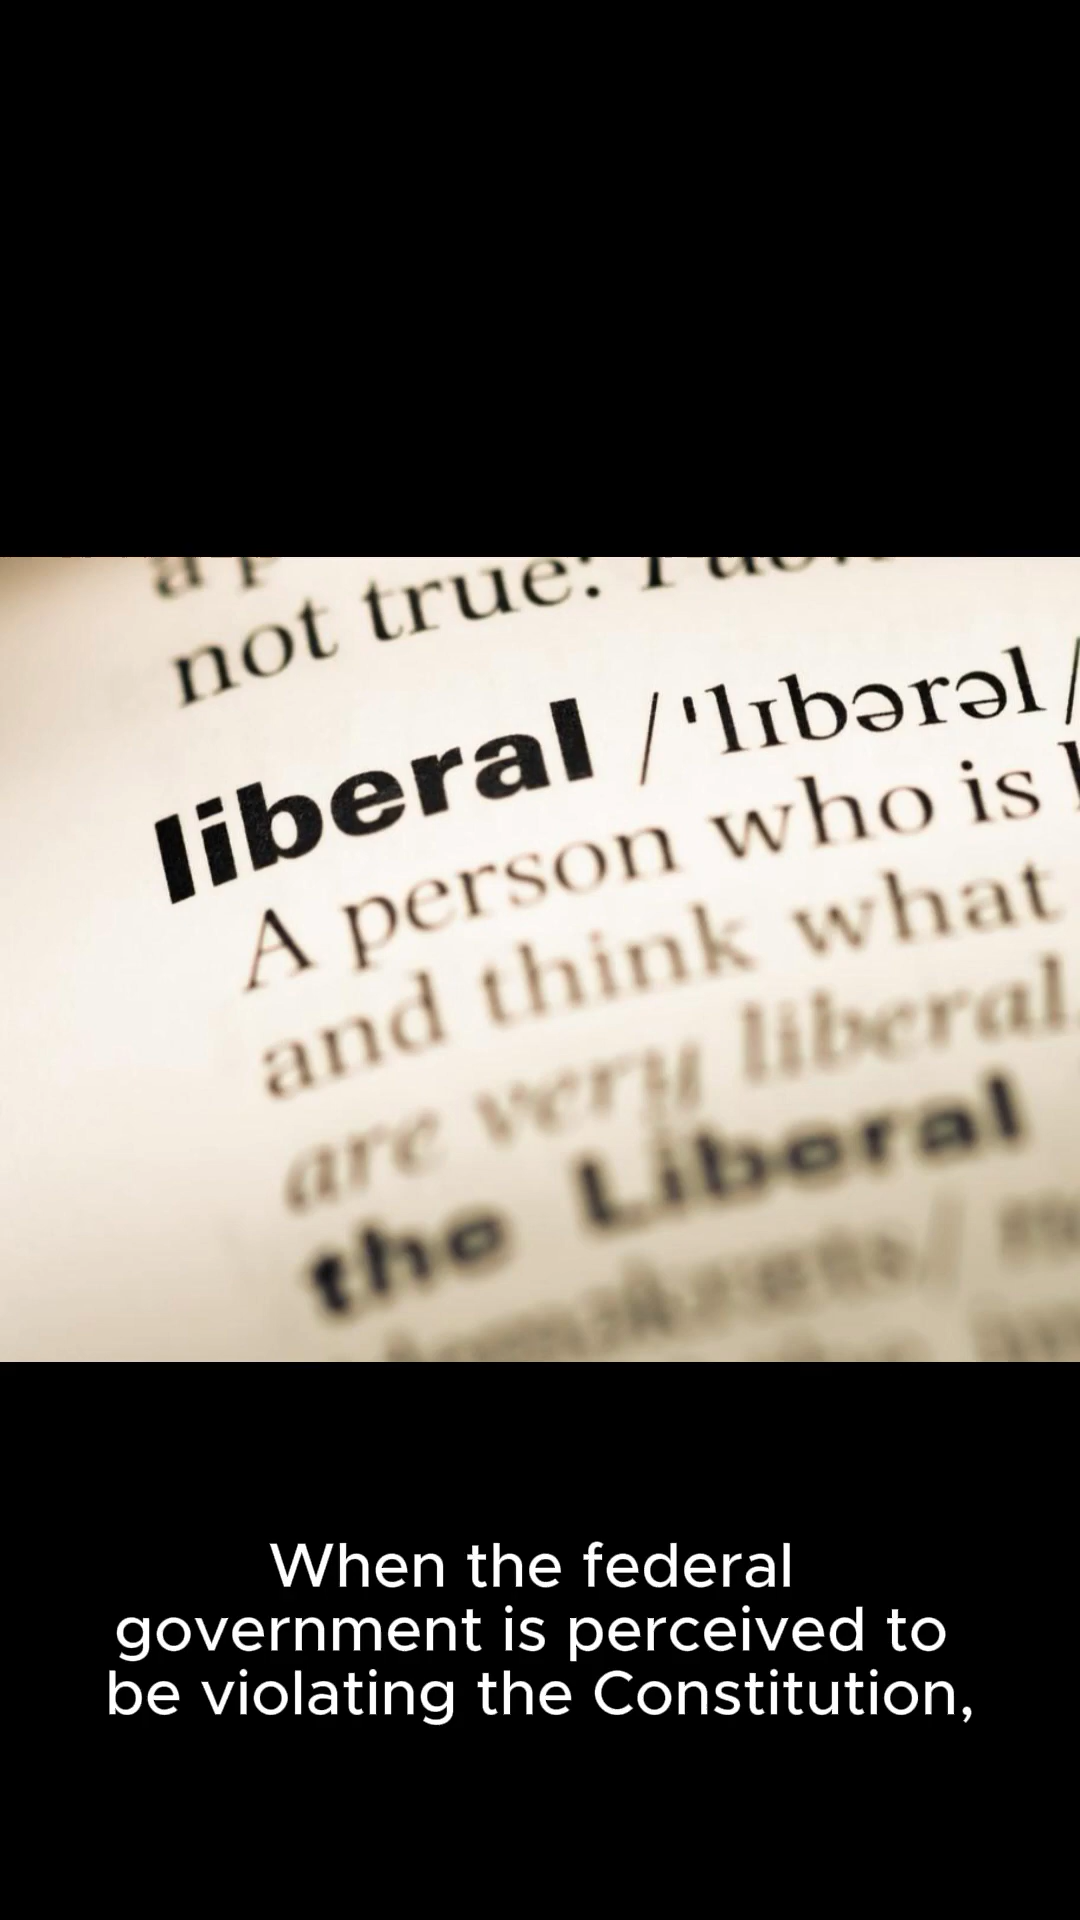 not true:
liberal /ˈlɪbərəl/
A person who is
and think what
are very liberal.
the Liberal
When the federal
government is perceived to
be violating the Constitution,